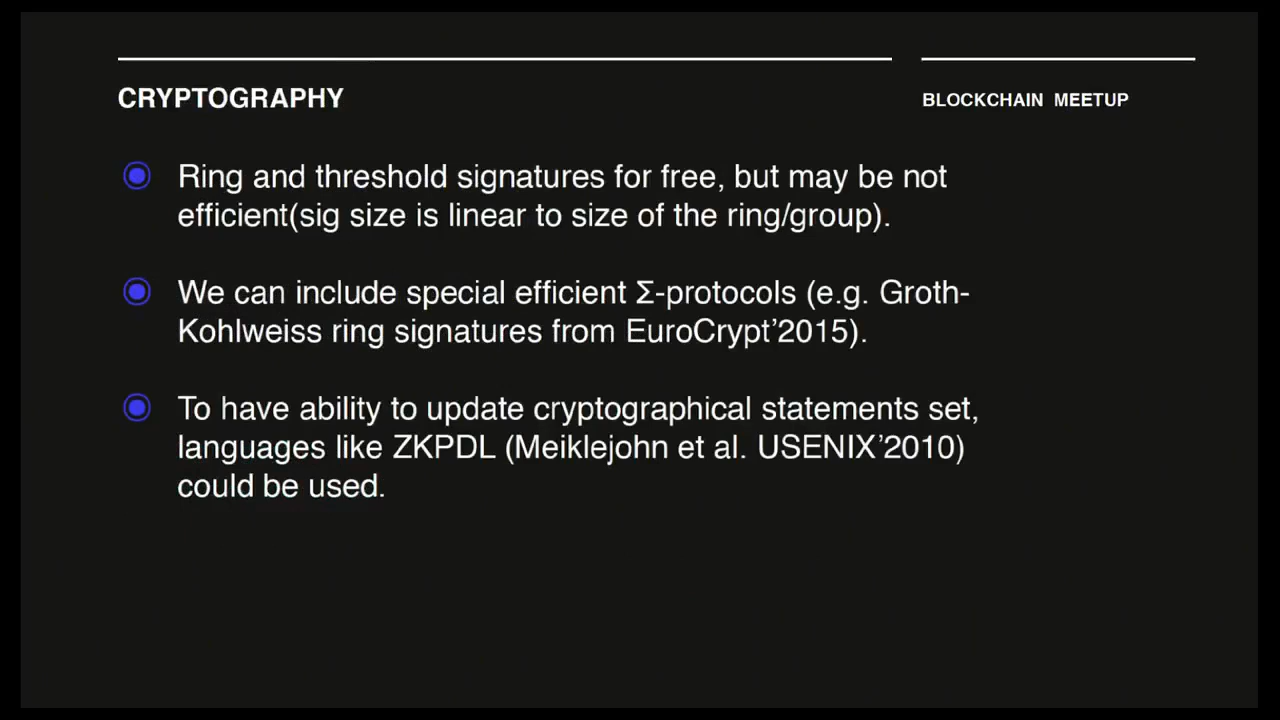 CRYPTOGRAPHY
BLOCKCHAIN MEETUP
Ring and threshold signatures for free, but may be not
efficient(sig size is linear to size of the ring/group).
We can include special efficient Σ-protocols (e.g. Groth-
Kohlweiss ring signatures from EuroCrypt’2015).
To have ability to update cryptographical statements set,
languages like ZKPDL (Meiklejohn et al. USENIX’2010)
could be used.